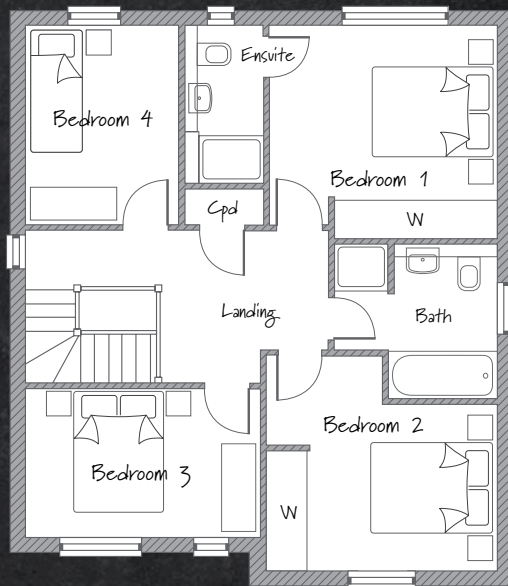 Ensuite
Bedroom 4
Bedroom 1
Cpd
W
Landing
Bath
Bedroom 2
Bedroom 3
W